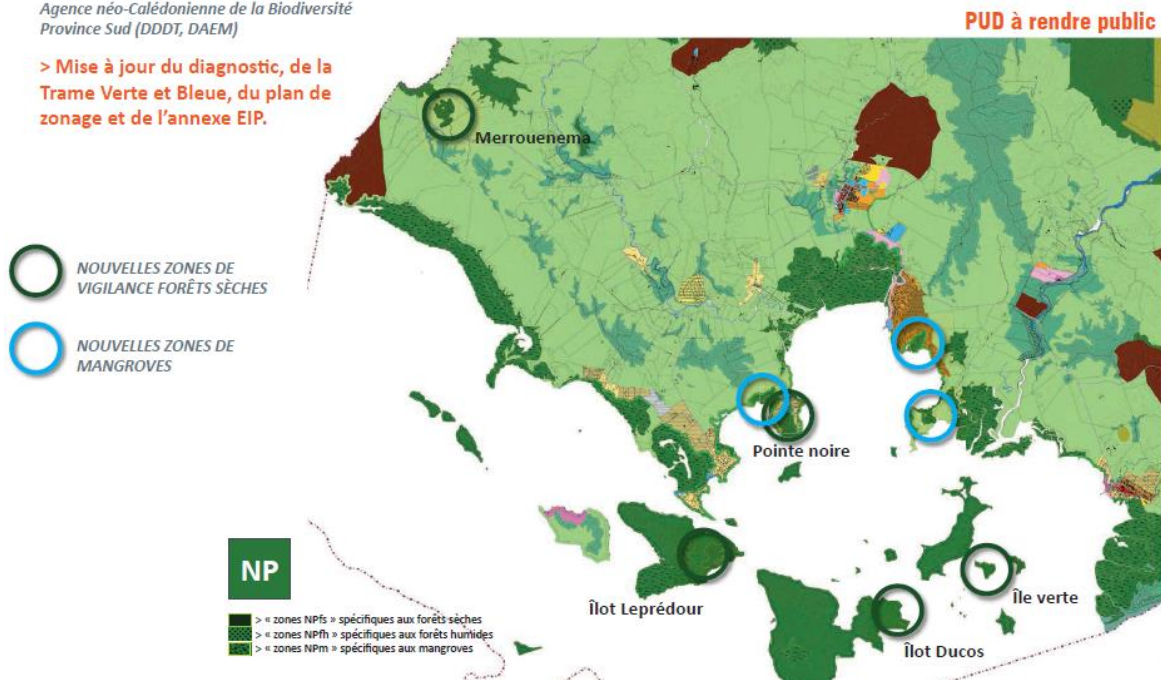 Agence néo-Calédonienne de la Biodiversité
Province Sud (DDDT, DAEM)
> Mise à jour du diagnostic, de la
Trame Verte et Bleue, du plan de
zonage et de l'annexe EIP.
PUD à rendre public
Merrouenema
NOUVELLES ZONES DE
VIGILANCE FORÊTS SÈCHES
NOUVELLES ZONES DE
MANGROVES
Pointe noire
NP
Îlot Leprédour
Île verte
Îlot Ducos
> « zones NPfs » spécifiques aux forêts sèches
> « zones NPfh » spécifiques aux forêts humides
> « zones NPm » spécifiques aux mangroves